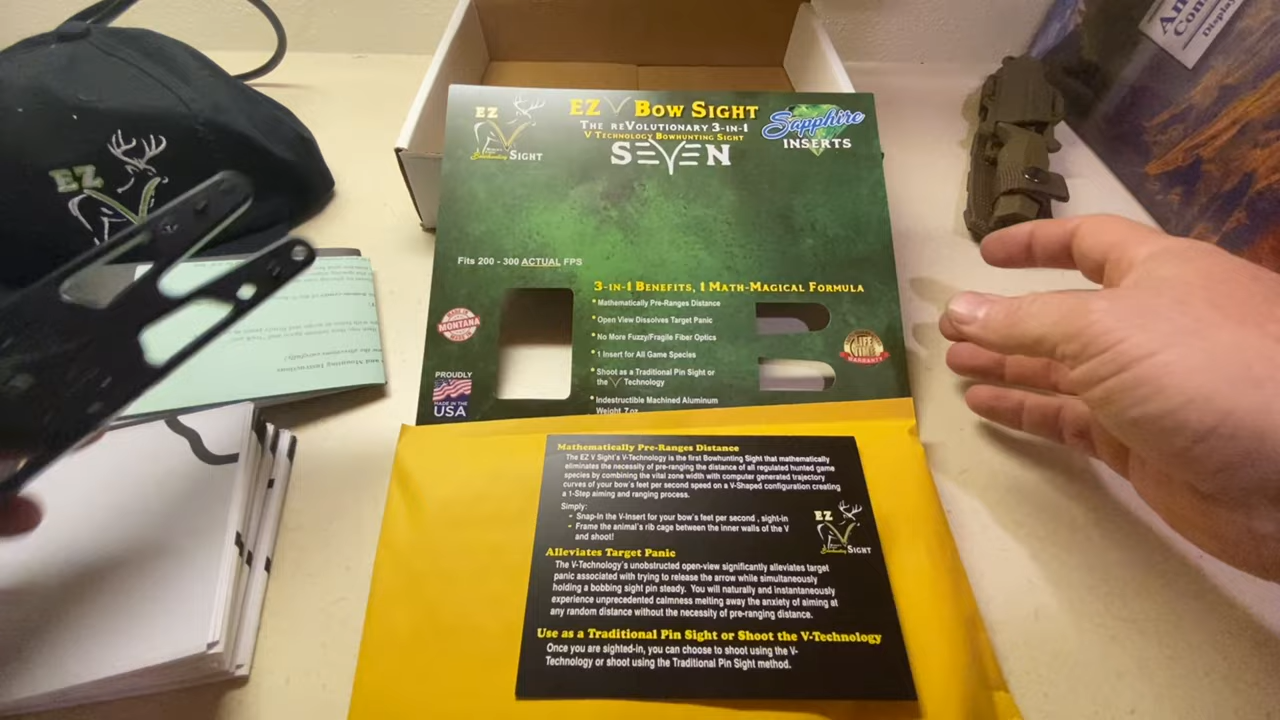 EZ
EZ V BOW SIGHT
THE REVOLUTIONARY 3-IN-1
V TECHNOLOGY BOWHUNTING SIGHT
SEVEN
EZ
Bowhunting SIGHT
Sapphire
INSERTS
Fits 200 - 300 ACTUAL FPS
3-IN-1 BENEFITS, 1 MATH-MAGICAL FORMULA
• Mathematically Pre-Ranges Distance
• Open View Dissolves Target Panic
• No More Fuzzy/Fragile Fiber Optics
• 1 Insert for All Game Species
• Shoot as a Traditional Pin Sight or
the V Technology
• Indestructible Machined Aluminum
Weight 7 oz
MONTANA
PROUDLY
MADE IN THE
USA
LIFE
TIME
WARRANTY
Mounting Instructions
Mathematically Pre-Ranges Distance
The EZ V Sight's V-Technology is the first Bowhunting Sight that mathematically
eliminates the necessity of pre-ranging the distance of all regulated hunted game
species by combining the vital zone width with computer generated trajectory
curves of your bow's feet per second speed on a V-Shaped configuration creating
a 1-Step aiming and ranging process.
Simply:
• Snap-In the V-Insert for your bow's feet per second , sight-in
• Frame the animal's rib cage between the inner walls of the V
and shoot!
EZ
Bowhunting SIGHT
Alleviates Target Panic
The V-Technology's unobstructed open-view significantly alleviates target
panic associated with trying to release the arrow while simultaneously
holding a bobbing sight pin steady. You will naturally and instantaneously
experience unprecedented calmness melting away the anxiety of aiming at
any random distance without the necessity of pre-ranging distance.
Use as a Traditional Pin Sight or Shoot the V-Technology
Once you are sighted-in, you can choose to shoot using the V-
Technology or shoot using the Traditional Pin Sight method.